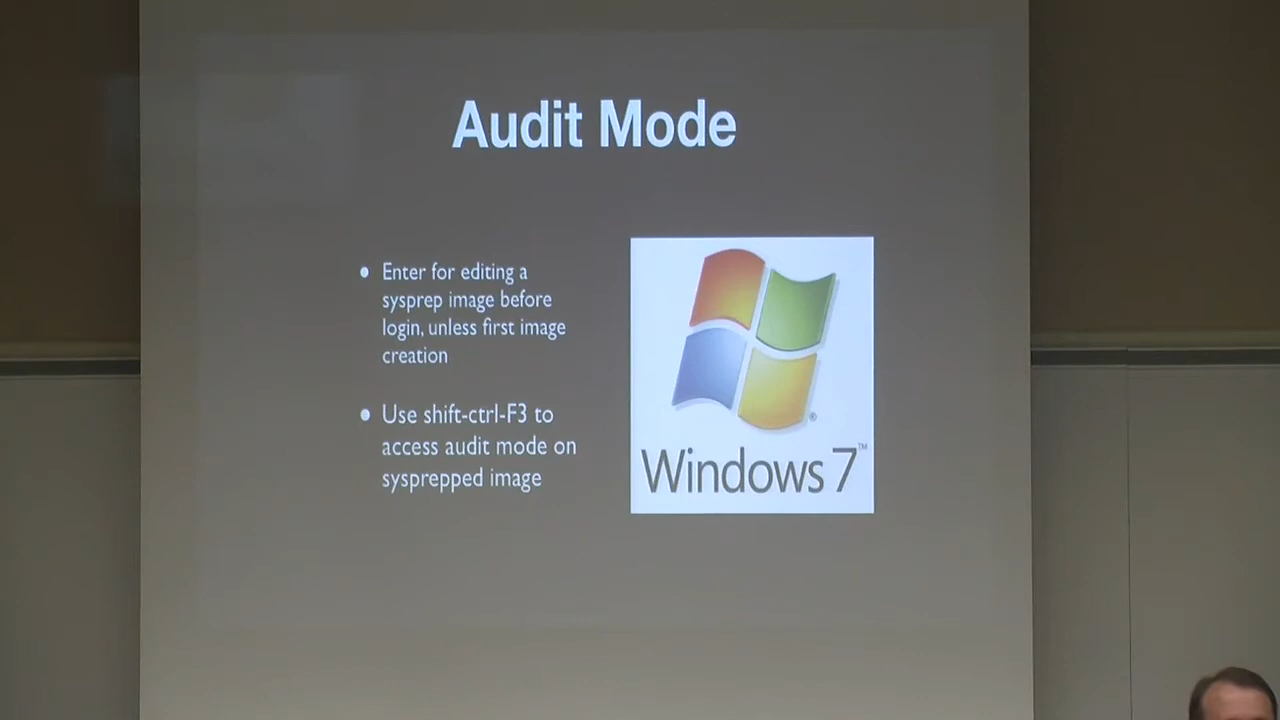 Audit Mode
• Enter for editing a
sysprep image before
login, unless first image
creation
• Use shift-ctrl-F3 to
access audit mode on
sysprepped image
®
Windows 7™